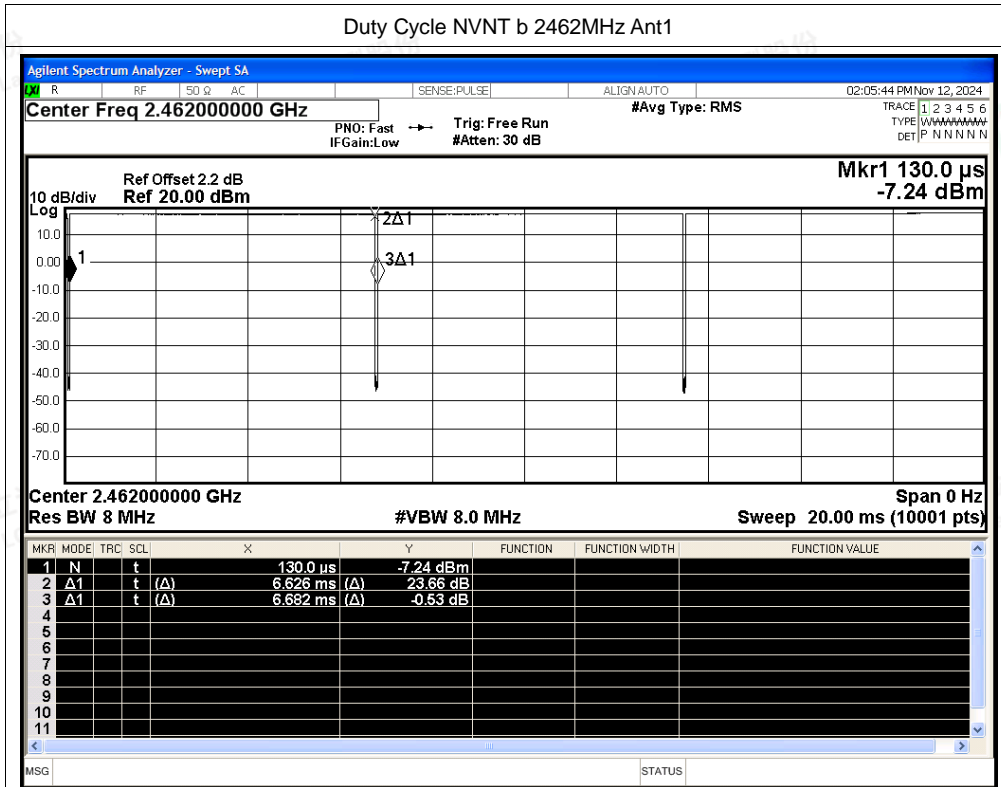 Duty Cycle NVNT b 2462MHz Ant1
Agilent Spectrum Analyzer - Swept SA
LXI R RF 50 Ω AC SENSE:PULSE ALIGN AUTO 02:05:44 PM Nov 12, 2024
Center Freq 2.462000000 GHz #Avg Type: RMS TRACE 1 2 3 4 5 6
PNO: Fast Trig: Free Run TYPE WWWWWW
IFGain:Low #Atten: 30 dB DET P N N N N N
Mkr1 130.0 µs
-7.24 dBm
Ref Offset 2.2 dB
10 dB/div Ref 20.00 dBm
Log
10.0
0.00
-10.0
-20.0
-30.0
-40.0
-50.0
-60.0
-70.0
1
2Δ1
3Δ1
Center 2.462000000 GHz Span 0 Hz
Res BW 8 MHz #VBW 8.0 MHz Sweep 20.00 ms (10001 pts)
MKR MODE TRC SCL X Y FUNCTION FUNCTION WIDTH FUNCTION VALUE
1 N t 130.0 µs -7.24 dBm
2 Δ1 t (Δ) 6.626 ms (Δ) 23.66 dB
3 Δ1 t (Δ) 6.682 ms (Δ) -0.53 dB
4
5
6
7
8
9
10
11
MSG STATUS